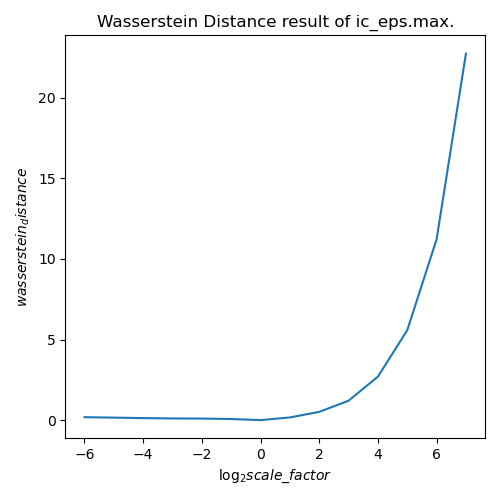 Wasserstein Distance result of ic_eps.max.
20
15
10
5
0
wasserstein_distance
−6 −4 −2 0 2 4 6
log₂scale_factor